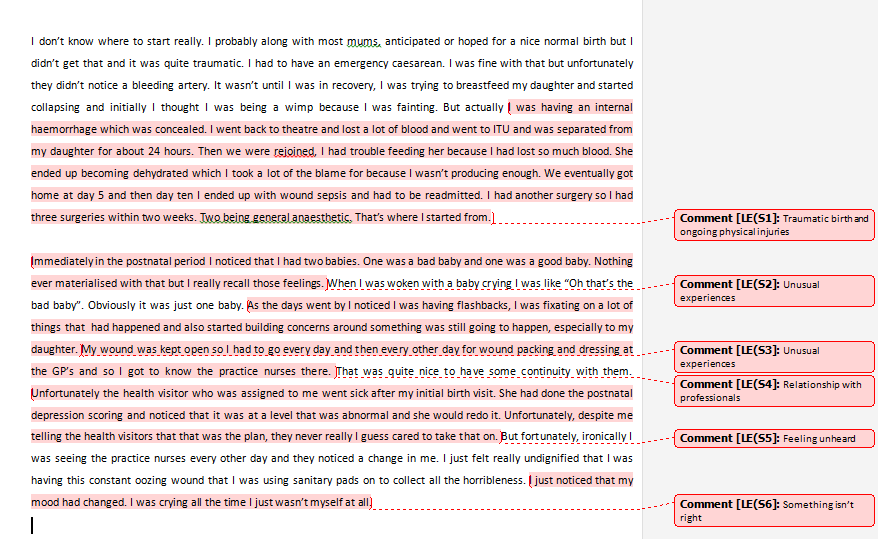 I don't know where to start really. I probably along with most mums, anticipated or hoped for a nice normal birth but I
didn't get that and it was quite traumatic. I had to have an emergency caesarean. I was fine with that but unfortunately
they didn't notice a bleeding artery. It wasn't until I was in recovery, I was trying to breastfeed my daughter and started
collapsing and initially I thought I was being a wimp because I was fainting. But actually I was having an internal
haemorrhage which was concealed. I went back to theatre and lost a lot of blood and went to ITU and was separated from
my daughter for about 24 hours. Then we were rejoined, I had trouble feeding her because I had lost so much blood. She
ended up becoming dehydrated which I took a lot of the blame for because I wasn't producing enough. We eventually got
home at day 5 and then day ten I ended up with wound sepsis and had to be readmitted. I had another surgery so I had
three surgeries within two weeks. Two being general anaesthetic. That's where I started from.
Comment [LE(S1]: Traumatic birth and
ongoing physical injuries
Immediately in the postnatal period I noticed that I had two babies. One was a bad baby and one was a good baby. Nothing
ever materialised with that but I really recall those feelings. When I was woken with a baby crying I was like “Oh that's the
bad baby”. Obviously it was just one baby. As the days went by I noticed I was having flashbacks, I was fixating on a lot of
things that had happened and also started building concerns around something was still going to happen, especially to my
daughter. My wound was kept open so I had to go every day and then every other day for wound packing and dressing at
the GP's and so I got to know the practice nurses there. That was quite nice to have some continuity with them.
Unfortunately the health visitor who was assigned to me went sick after my initial birth visit. She had done the postnatal
depression scoring and noticed that it was at a level that was abnormal and she would redo it. Unfortunately, despite me
telling the health visitors that that was the plan, they never really I guess cared to take that on. But fortunately, ironically I
was seeing the practice nurses every other day and they noticed a change in me. I just felt really undignified that I was
having this constant oozing wound that I was using sanitary pads on to collect all the horribleness. I just noticed that my
mood had changed. I was crying all the time I just wasn't myself at all.
Comment [LE(S2]: Unusual
experiences
Comment [LE(S3]: Unusual
experiences
Comment [LE(S4]: Relationship with
professionals
Comment [LE(S5]: Feeling unheard
Comment [LE(S6]: Something isn't
right